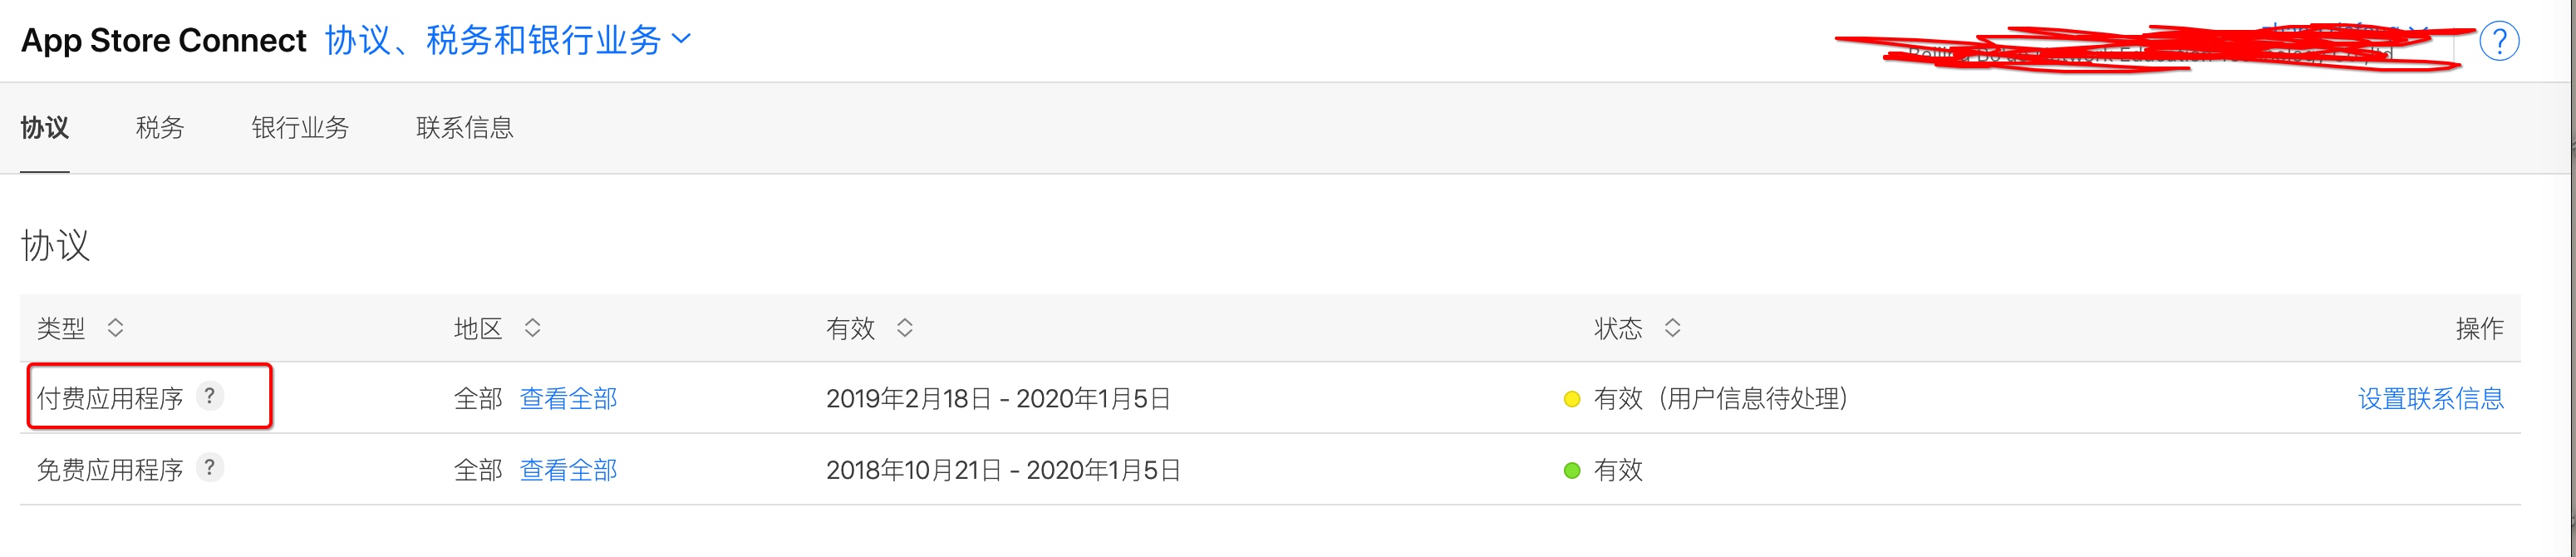 App Store Connect 协议、税务和银行业务
?
协议 税务 银行业务 联系信息
协议
类型 地区 有效 状态 操作
付费应用程序 ? 全部 查看全部 2019年2月18日 - 2020年1月5日 有效（用户信息待处理） 设置联系信息
免费应用程序 ? 全部 查看全部 2018年10月21日 - 2020年1月5日 有效